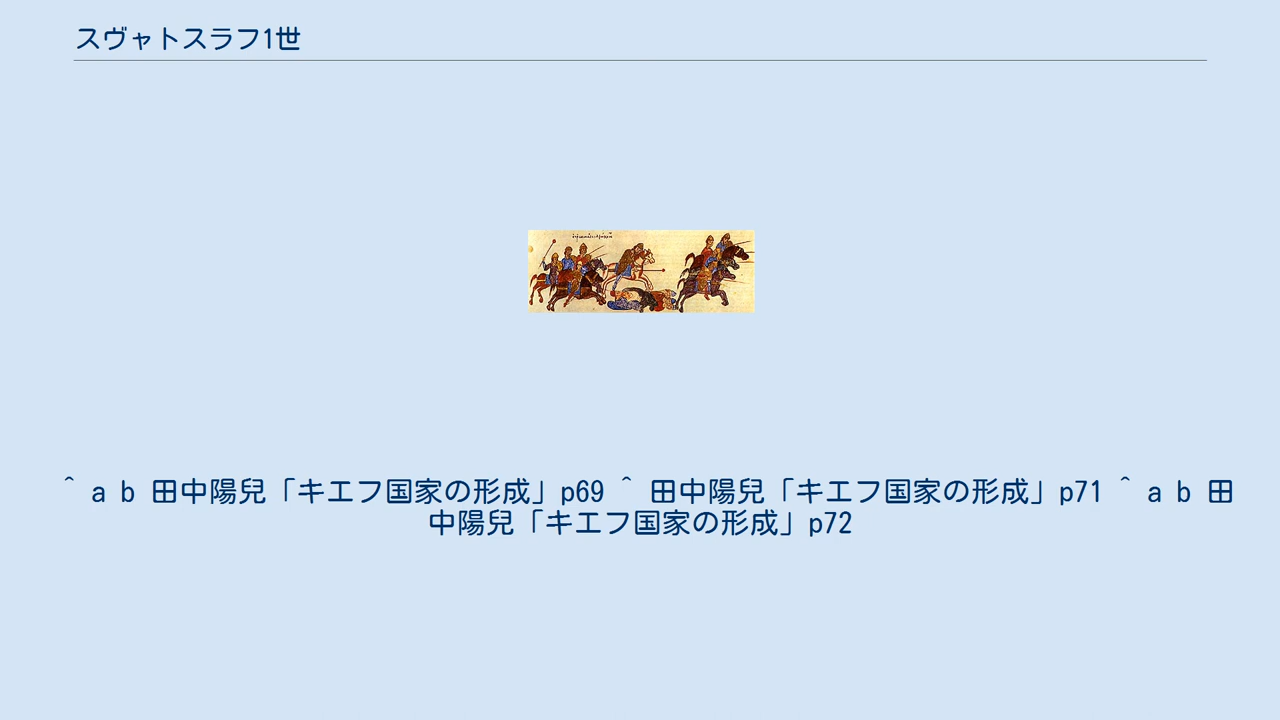 スヴャトスラフ1世
^ a b 田中陽兒「キエフ国家の形成」p69 ^ 田中陽兒「キエフ国家の形成」p71 ^ a b 田
中陽兒「キエフ国家の形成」p72